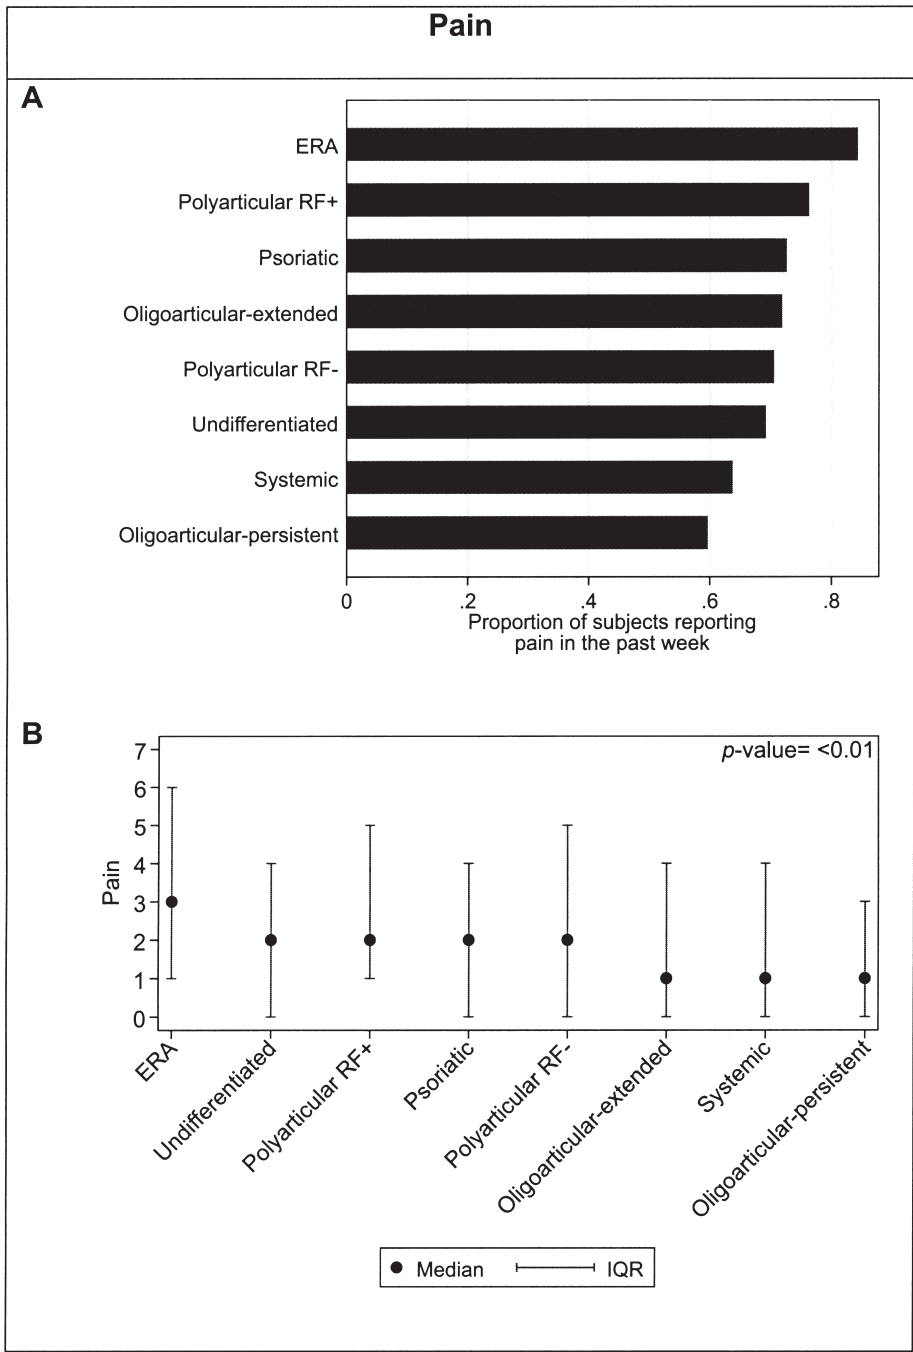 Pain
A
ERA
Polyarticular RF+
Psoriatic
Oligoarticular-extended
Polyarticular RF-
Undifferentiated
Systemic
Oligoarticular-persistent
0 .2 .4 .6 .8
Proportion of subjects reporting
pain in the past week
B
p-value= <0.01
7
6
5
4
3
2
1
0
Pain
ERA
Undifferentiated
Polyarticular RF+
Psoriatic
Polyarticular RF-
Oligoarticular-extended
Systemic
Oligoarticular-persistent
Median IQR